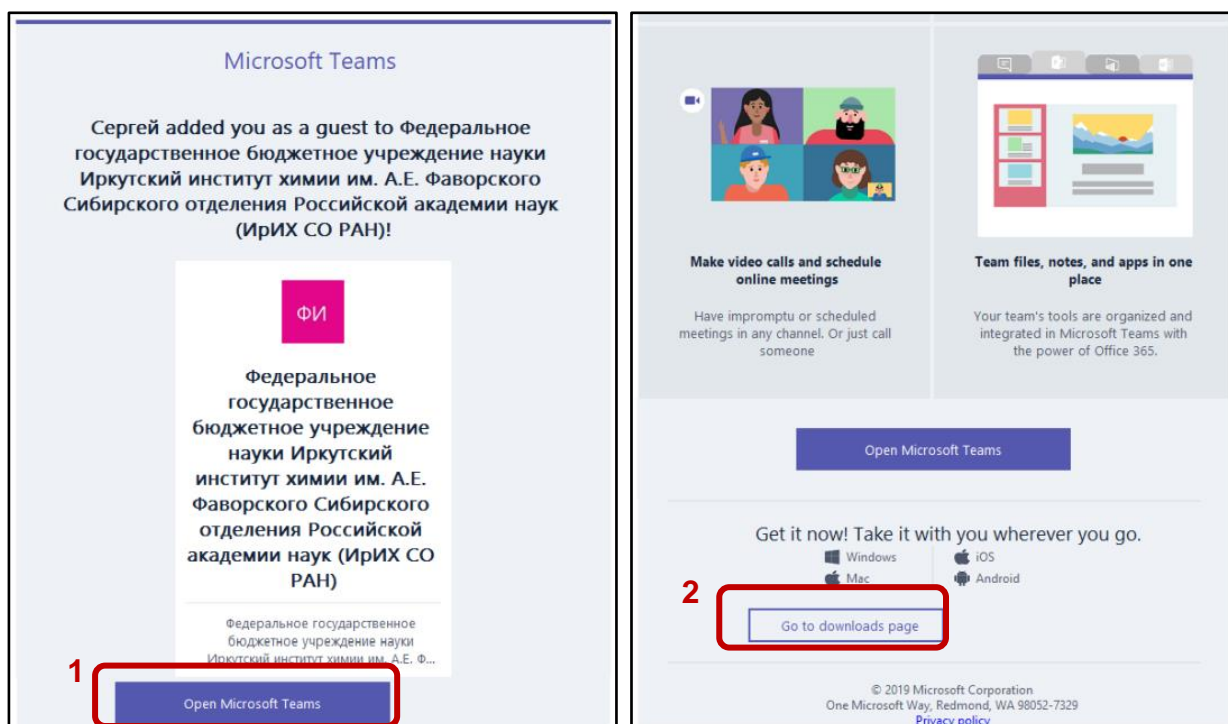 Microsoft Teams
Сергей added you as a guest to Федеральное
государственное бюджетное учреждение науки
Иркутский институт химии им. А.Е. Фаворского
Сибирского отделения Российской академии наук
(ИрИХ СО РАН)!
ФИ
Федеральное
государственное
бюджетное учреждение
науки Иркутский
институт химии им. А.Е.
Фаворского Сибирского
отделения Российской
академии наук (ИрИХ СО
РАН)
Федеральное государственное
бюджетное учреждение науки
Иркутский институт химии им. А.Е. Ф...
1
Open Microsoft Teams
Make video calls and schedule
online meetings
Have impromptu or scheduled
meetings in any channel. Or just call
someone
Team files, notes, and apps in one
place
Your team's tools are organized and
integrated in Microsoft Teams with
the power of Office 365.
Open Microsoft Teams
Get it now! Take it with you wherever you go.
Windows
iOS
Mac
Android
2
Go to downloads page
© 2019 Microsoft Corporation
One Microsoft Way, Redmond, WA 98052-7329
Privacy policy